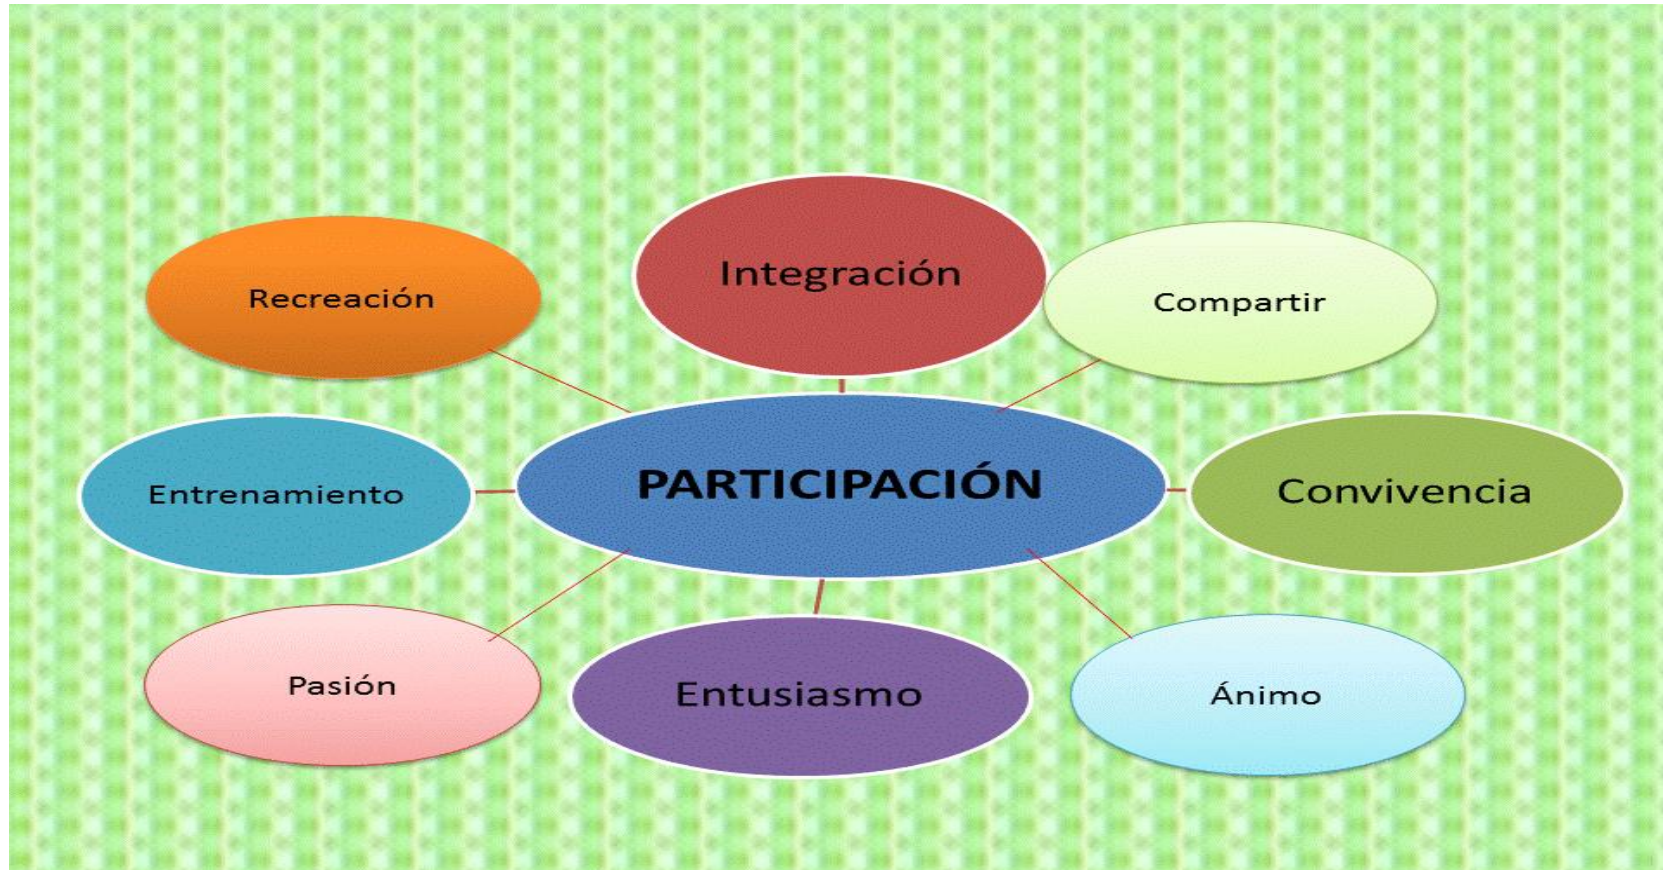 Integración
Recreación
Compartir
PARTICIPACIÓN
Entrenamiento
Convivencia
Pasión
Entusiasmo
Ánimo